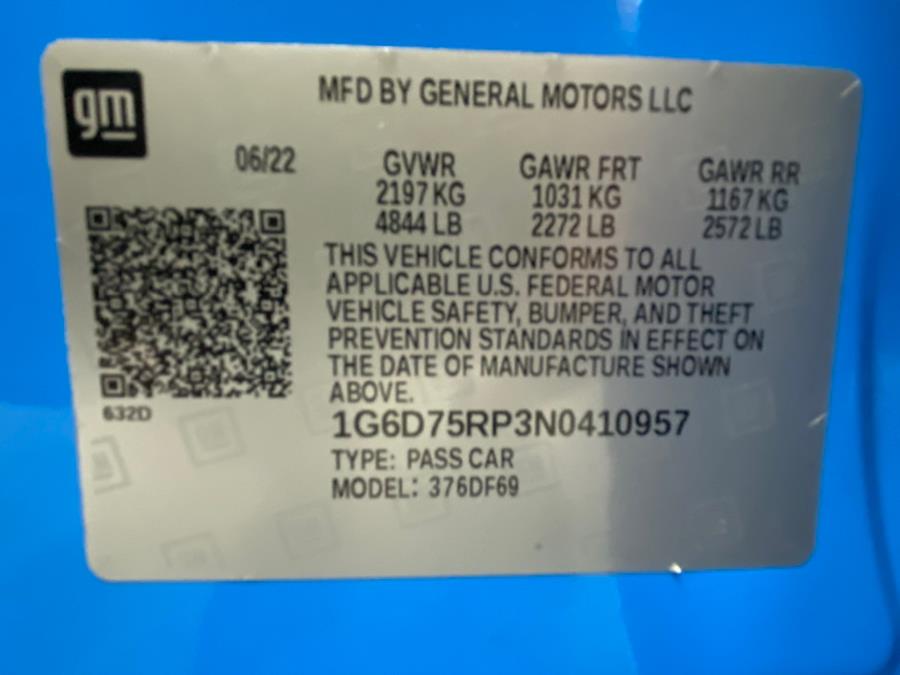 gm
MFD BY GENERAL MOTORS LLC
06/22 GVWR GAWR FRT GAWR RR
2197 KG 1031 KG 1167 KG
4844 LB 2272 LB 2572 LB
THIS VEHICLE CONFORMS TO ALL
APPLICABLE U.S. FEDERAL MOTOR
VEHICLE SAFETY, BUMPER, AND THEFT
PREVENTION STANDARDS IN EFFECT ON
THE DATE OF MANUFACTURE SHOWN
ABOVE.
632D
1G6D75RP3N0410957
TYPE: PASS CAR
MODEL: 376DF69